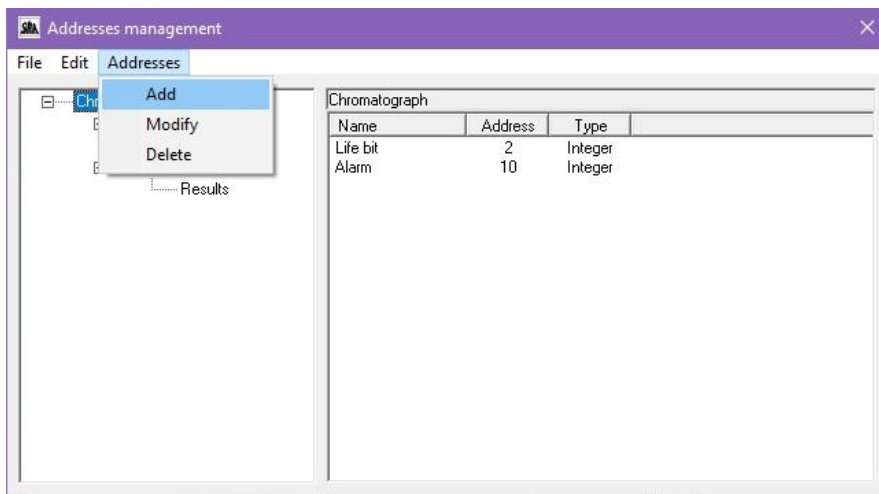 SRA Addresses management
File Edit Addresses
Add
Modify
Delete
Results
Chromatograph
Name Address Type
Life bit 2 Integer
Alarm 10 Integer